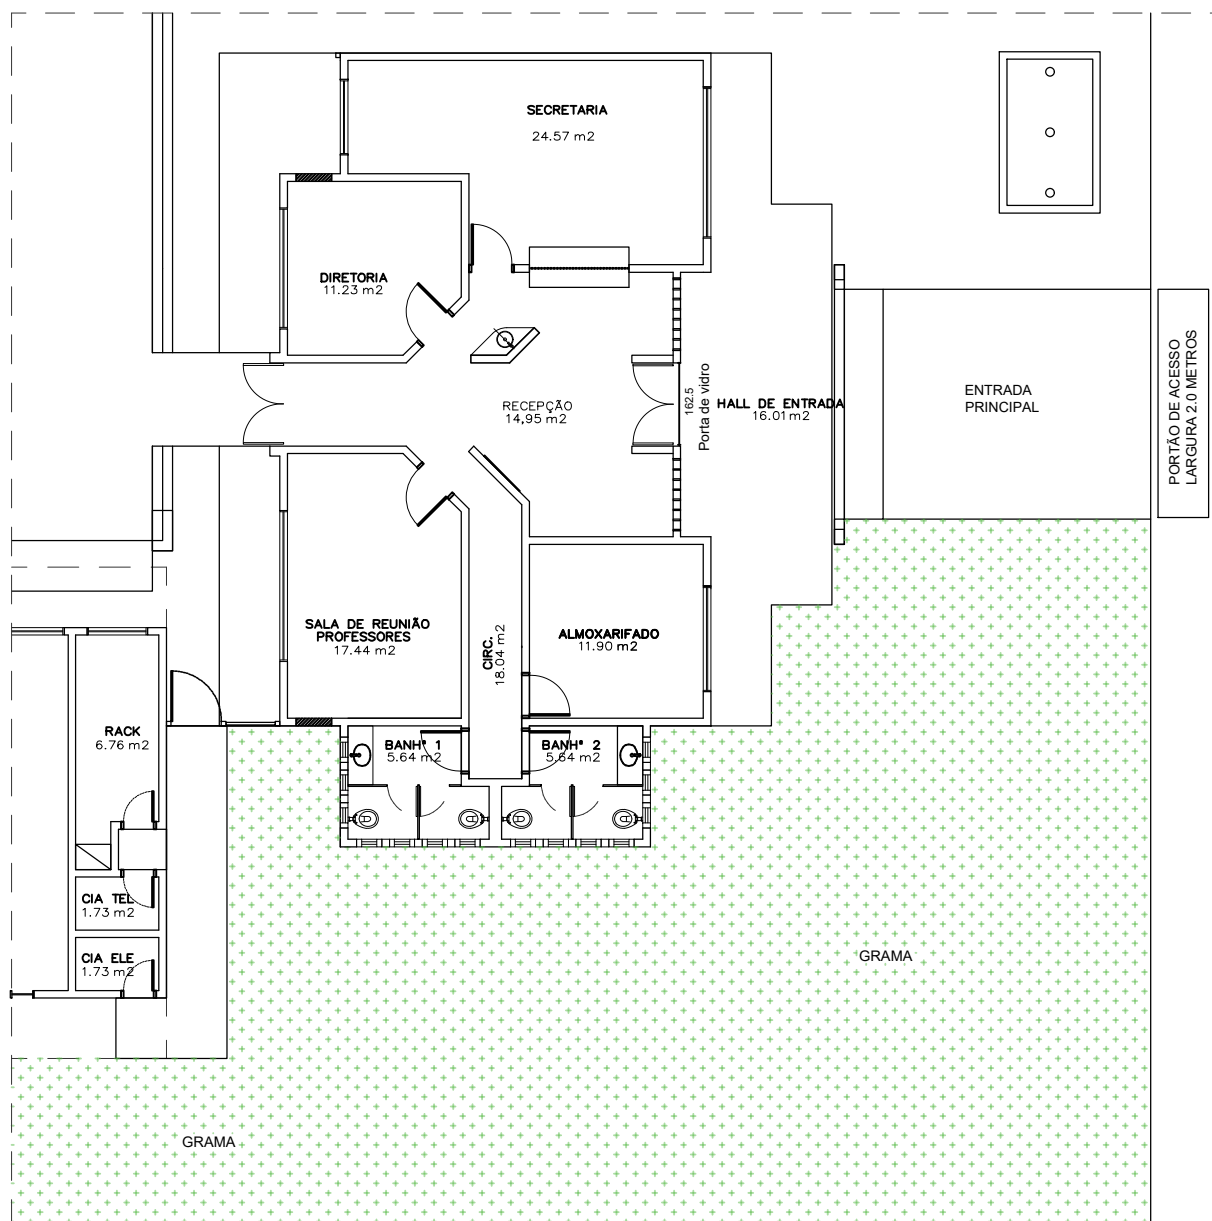 SECRETARIA
24.57 m2
DIRETORIA
11.23 m2
RECEPÇÃO
14,95 m2
162.5
Porta de vidro
HALL DE ENTRADA
16.01 m2
ENTRADA
PRINCIPAL
PORTÃO DE ACESSO
LARGURA 2.0 METROS
SALA DE REUNIÃO
PROFESSORES
17.44 m2
CIRC.
18.04 m2
ALMOXARIFADO
11.90 m2
RACK
6.76 m2
BANHº 1
5.64 m2
BANHº 2
5.64 m2
CIA TEL
1.73 m2
CIA ELE
1.73 m2
GRAMA
GRAMA